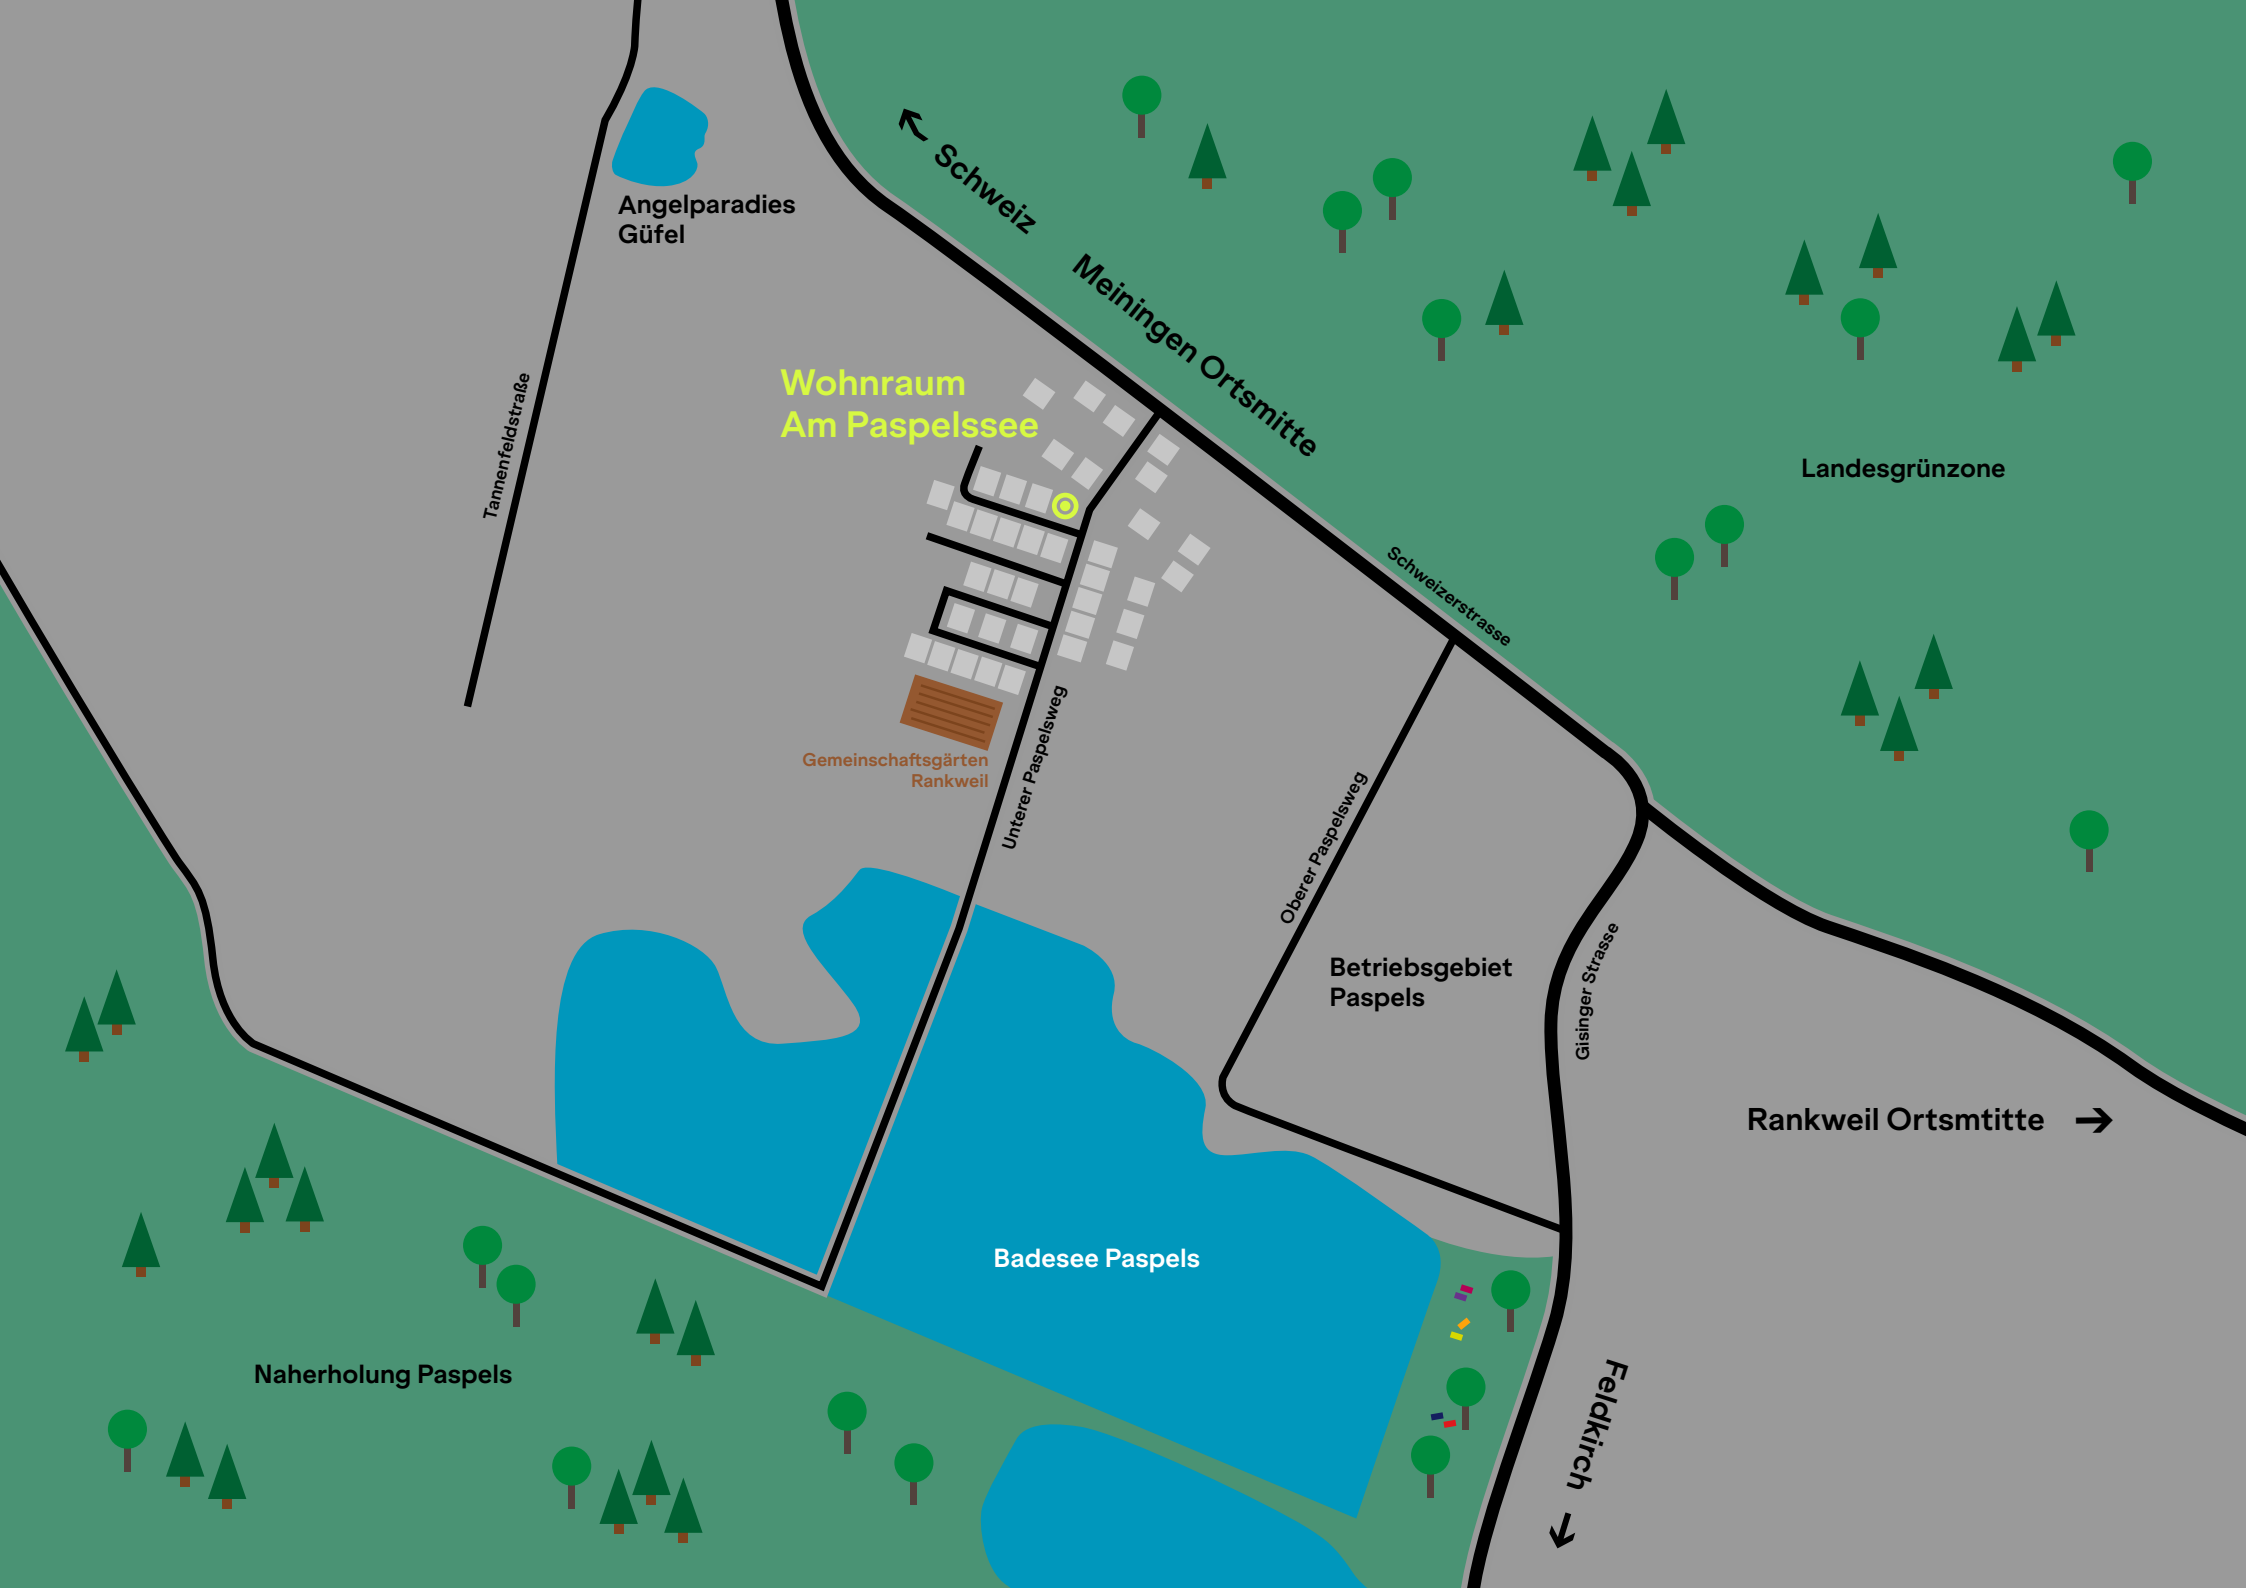 Schweiz
Angelparadies
Güfel
Meiningen Ortsmitte
Wohnraum
Am Paspelssee
Tannenfeldstraße
Landesgrünzone
Schweizerstrasse
Gemeinschaftsgärten
Rankweil
Unterer Paspelsweg
Oberer Paspelsweg
Betriebsgebiet
Paspels
Gisinger Strasse
Rankweil Ortsmtitte
Badesee Paspels
Naherholung Paspels
Feldkirch